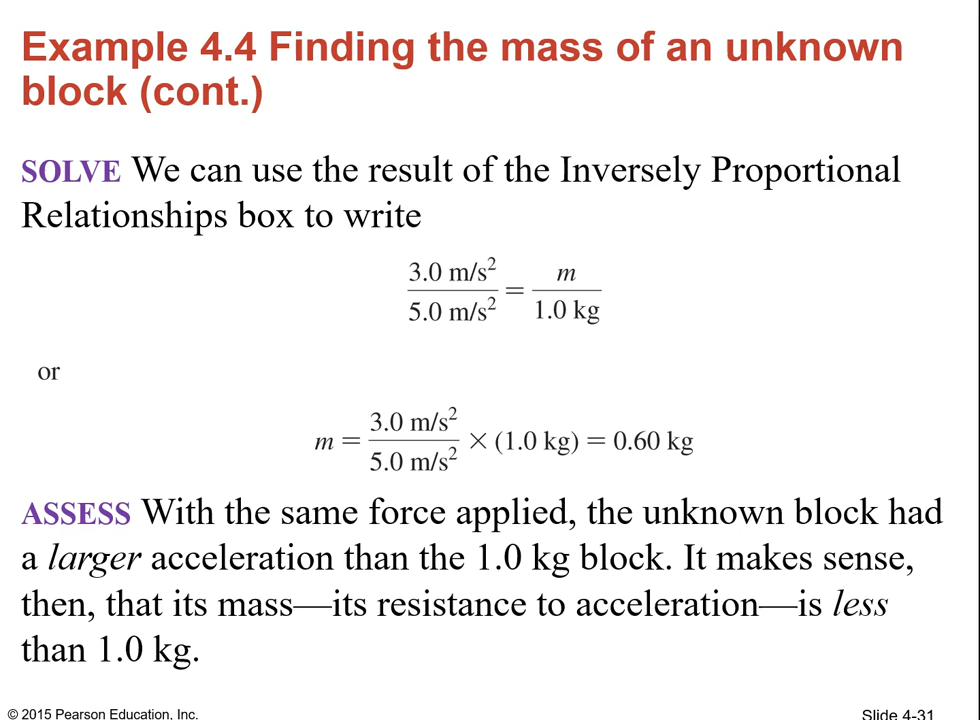 Example 4.4 Finding the mass of an unknown
block (cont.)
SOLVE We can use the result of the Inversely Proportional
Relationships box to write
3.0 m/s² / 5.0 m/s² = m / 1.0 kg
or
m = 3.0 m/s² / 5.0 m/s² × (1.0 kg) = 0.60 kg
ASSESS With the same force applied, the unknown block had
a larger acceleration than the 1.0 kg block. It makes sense,
then, that its mass—its resistance to acceleration—is less
than 1.0 kg.
© 2015 Pearson Education, Inc.
Slide 4-31